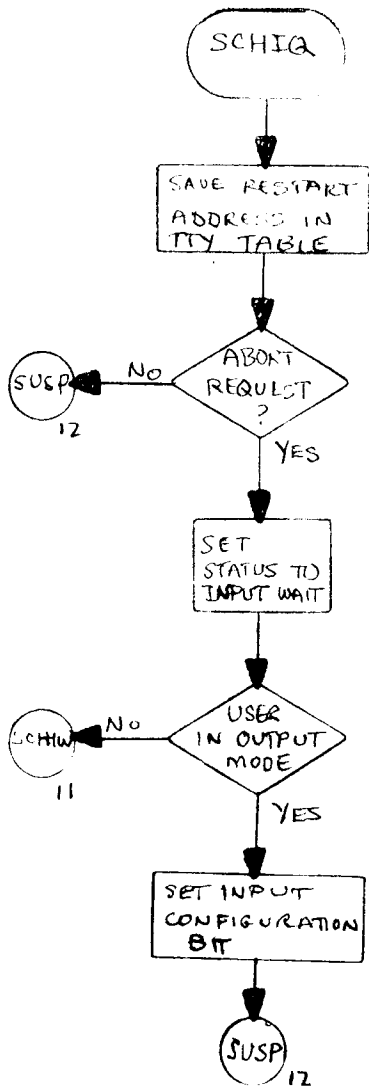 SCHIQ
SAVE RESTART
ADDRESS IN
TTY TABLE
ABORT
REQUEST
?
NO
SUSP
12
YES
SET
STATUS TO
INPUT WAIT
USER
IN OUTPUT
MODE
NO
SCHIW
11
YES
SET INPUT
CONFIGURATION
BIT
SUSP
12